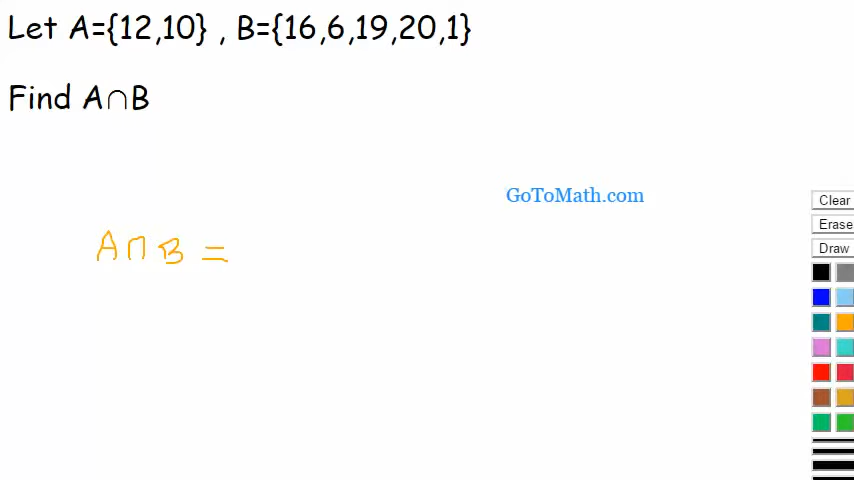 Let A={12,10} , B={16,6,19,20,1}
Find A∩B
GoToMath.com
Clear
Erase
A∩B =
Draw